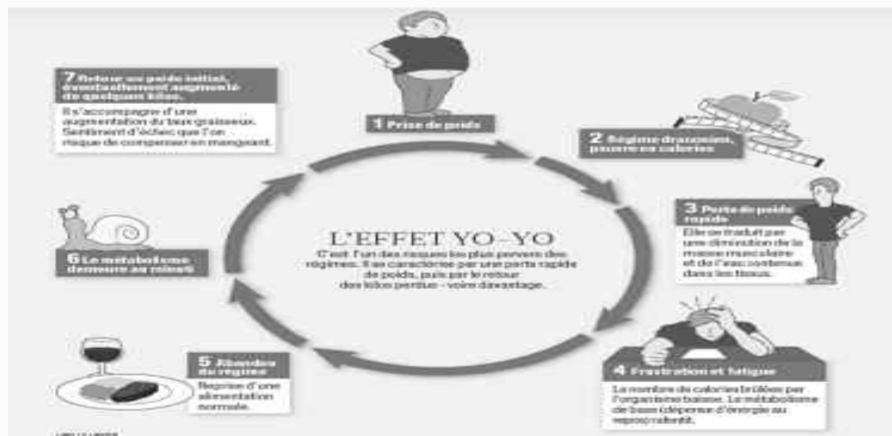 L'EFFET YO-YO
C'est l'un des risques les plus pervers des
régimes. Il se caractérise par une perte rapide
de poids, puis par le retour
des kilos perdus - voire davantage.
1 Prise de poids
2 Régime draconien,
pauvre en calories
3 Perte de poids
rapide
Elle se traduit par
une diminution de la
masse musculaire
et de l'eau contenue
dans les tissus.
4 Frustration et fatigue
Le nombre de calories brûlées par
l'organisme baisse. Le métabolisme
de base (dépense d'énergie au
repos) ralentit.
5 Abandon
du régime
Reprise d'une
alimentation
normale.
6 Le métabolisme
demeure au ralenti
7 Retour au poids initial,
éventuellement augmenté
de quelques kilos.
Il s'accompagne d'une
augmentation du taux graisseux.
Sentiment d'échec que l'on
risque de compenser en mangeant.